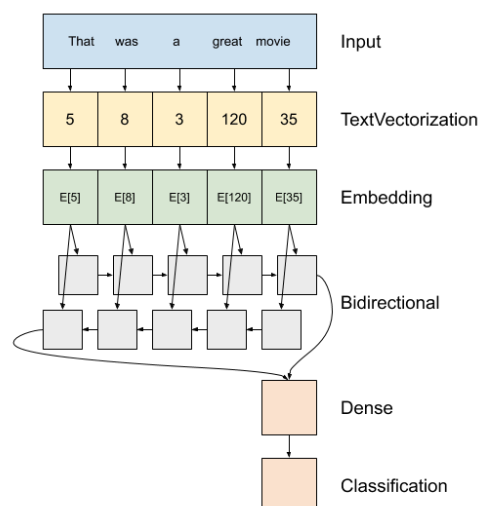 That was a great movie Input
5 8 3 120 35 TextVectorization
E[5] E[8] E[3] E[120] E[35] Embedding
Bidirectional
Dense
Classification